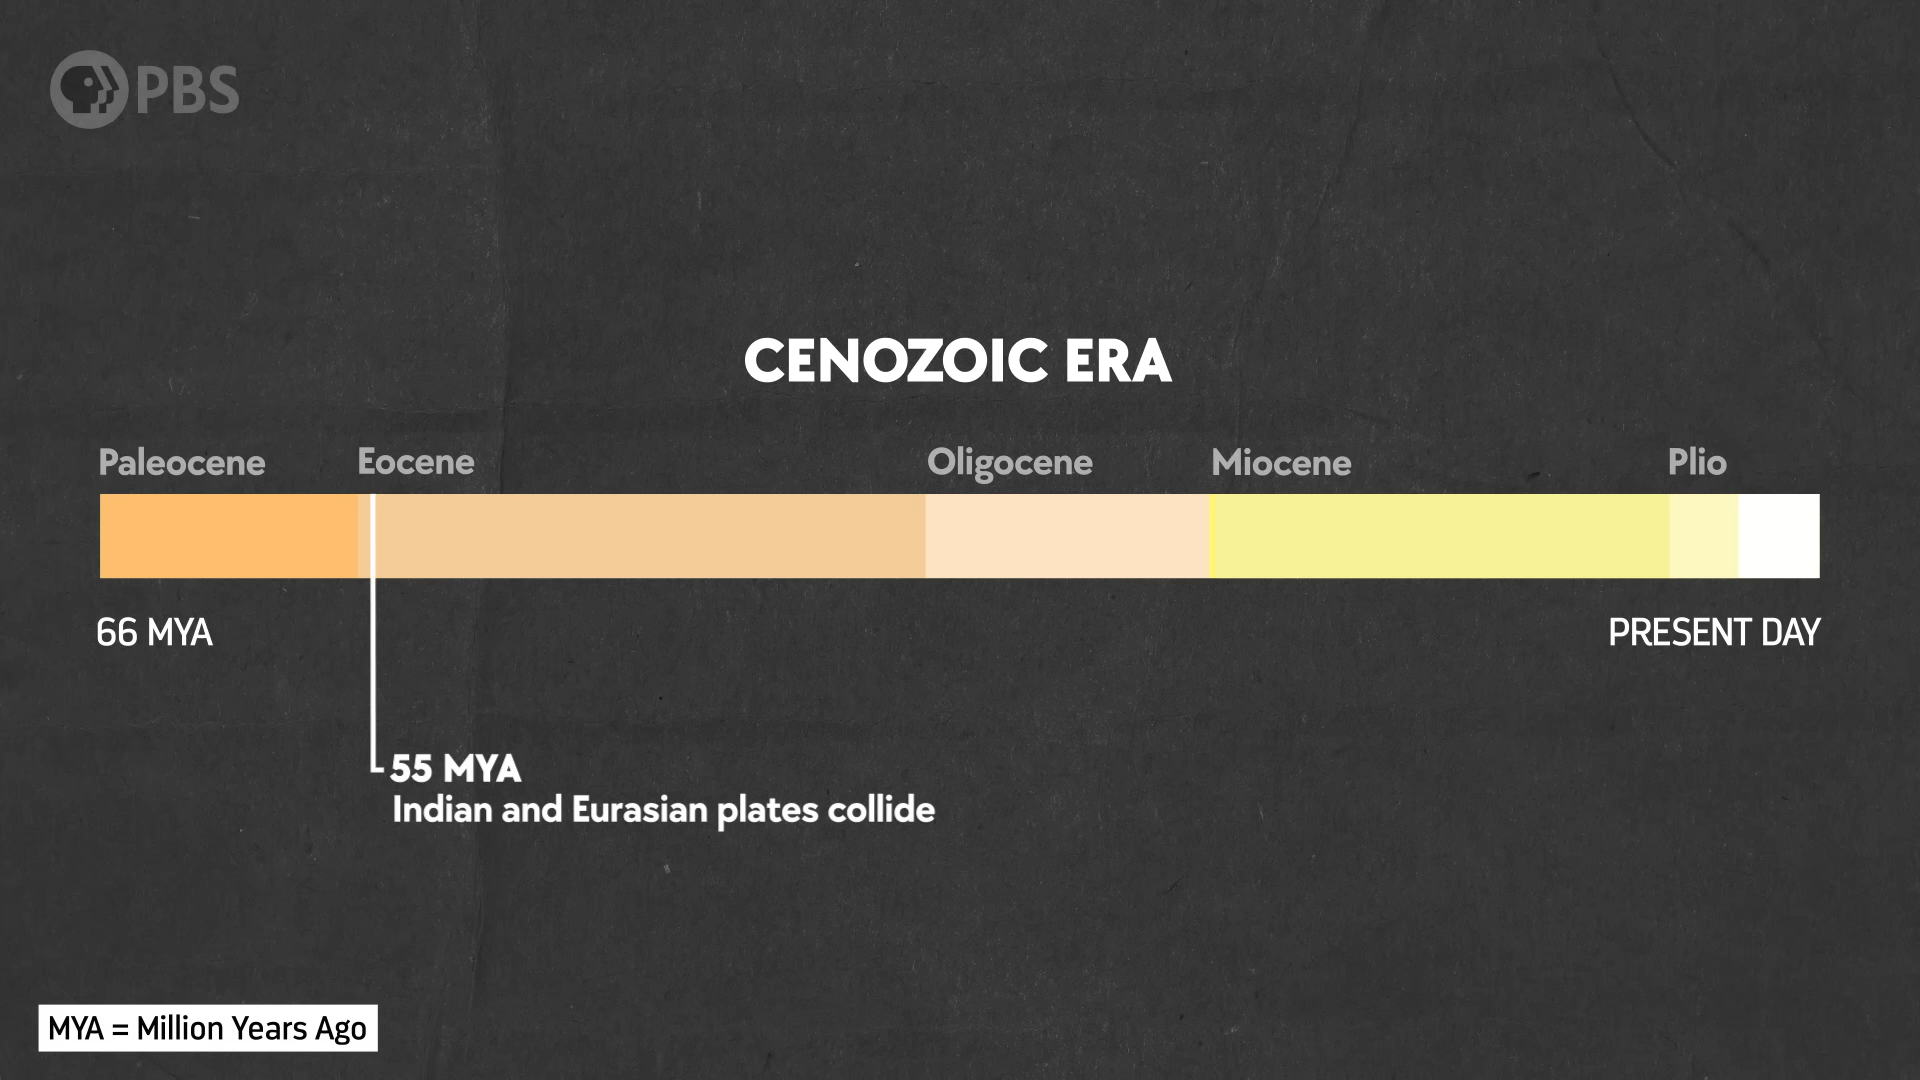 PBS
CENOZOIC ERA
Paleocene Eocene Oligocene Miocene Plio
66 MYA PRESENT DAY
55 MYA
Indian and Eurasian plates collide
MYA = Million Years Ago